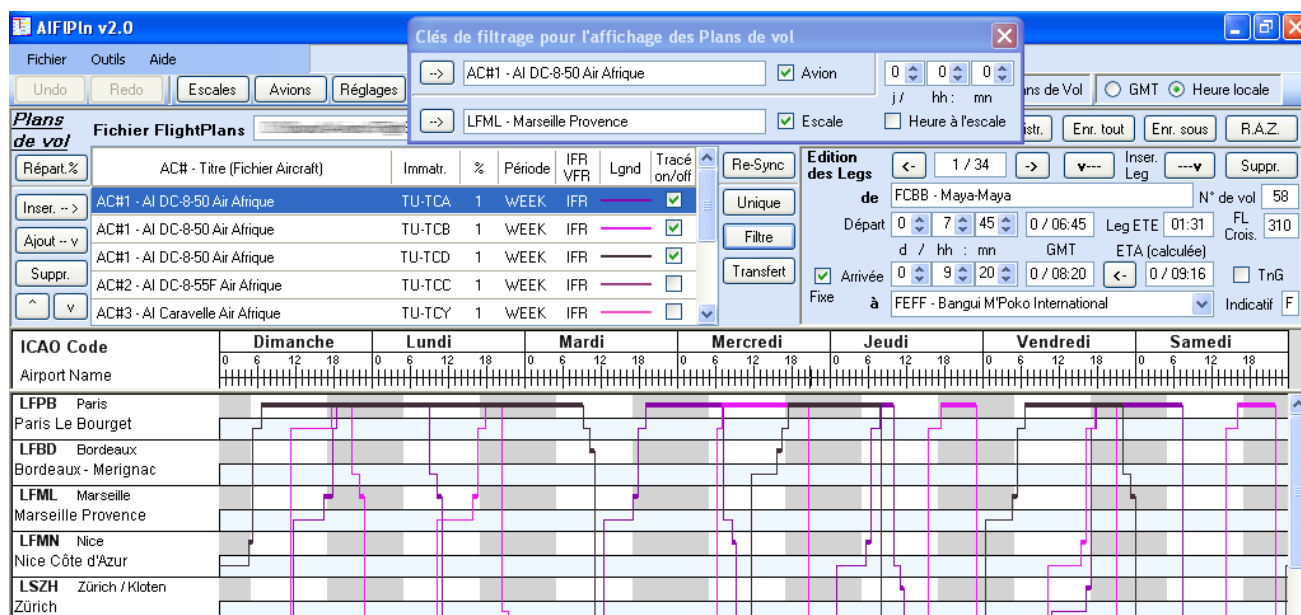 AIFlPln v2.0
Clés de filtrage pour l'affichage des Plans de vol
Fichier Outils Aide
--> AC#1 - AI DC-8-50 Air Afrique Avion 0 0 0
j / hh : mn
Undo Redo Escales Avions Réglages ns de Vol GMT Heure locale
--> LFML - Marseille Provence Escale Heure à l'escale
Plans de vol
Fichier FlightPlans istr. Enr. tout Enr. sous R.A.Z.
Répart.% AC# - Titre (Fichier Aircraft) Immatr. % Période IFR VFR Lgnd Tracé on/off Re-Sync
Inser. --> AC#1 - AI DC-8-50 Air Afrique TU-TCA 1 WEEK IFR Unique
Ajout -- v AC#1 - AI DC-8-50 Air Afrique TU-TCB 1 WEEK IFR Filtre
Suppr. AC#1 - AI DC-8-50 Air Afrique TU-TCD 1 WEEK IFR Transfert
AC#2 - AI DC-8-55F Air Afrique TU-TCC 1 WEEK IFR
^ v AC#3 - AI Caravelle Air Afrique TU-TCY 1 WEEK IFR
Edition des Legs <- 1 / 34 -> v--- Inser. Leg ---v Suppr.
de FCBB - Maya-Maya N° de vol 58
Départ 0 7 45 0 / 06:45 Leg ETE 01:31 FL Crois. 310
d / hh : mn GMT ETA (calculée)
Arrivée Fixe 0 9 20 0 / 08:20 <- 0 / 09:16 TnG
à FEFF - Bangui M'Poko International Indicatif F
ICAO Code Dimanche Lundi Mardi Mercredi Jeudi Vendredi Samedi
0 6 12 18 0 6 12 18 0 6 12 18 0 6 12 18 0 6 12 18 0 6 12 18 0 6 12 18
Airport Name
LFPB Paris
Paris Le Bourget
LFBD Bordeaux
Bordeaux - Merignac
LFML Marseille
Marseille Provence
LFMN Nice
Nice Côte d'Azur
LSZH Zürich / Kloten
Zürich